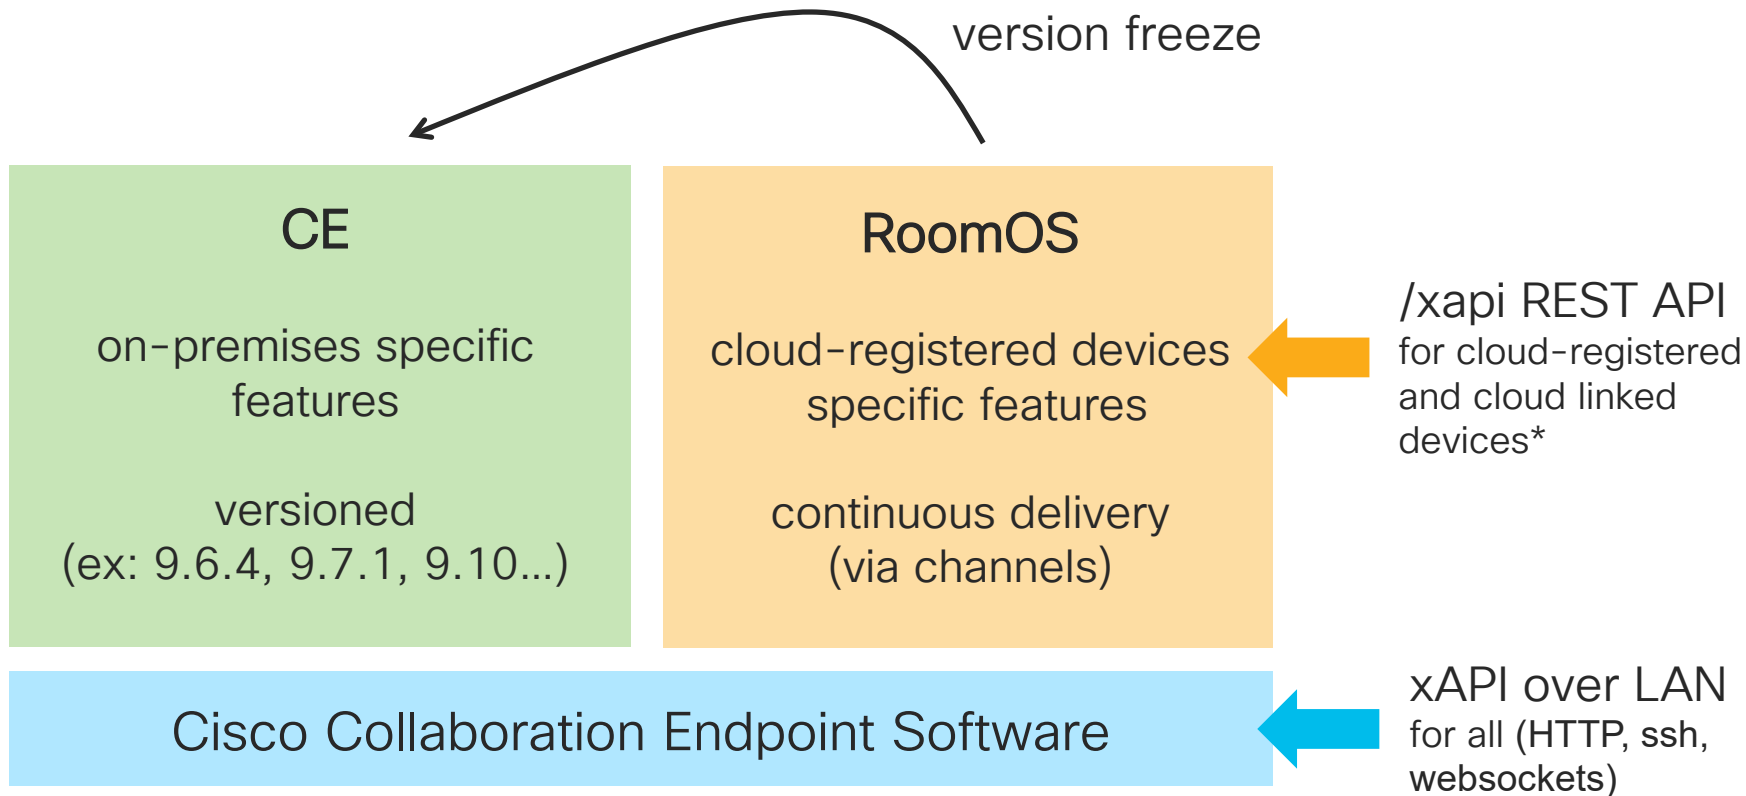 version freeze
CE
on-premises specific
features
versioned
(ex: 9.6.4, 9.7.1, 9.10...)
RoomOS
cloud-registered devices
specific features
continuous delivery
(via channels)
/xapi REST API
for cloud-registered
and cloud linked
devices*
Cisco Collaboration Endpoint Software
xAPI over LAN
for all (HTTP, ssh,
websockets)